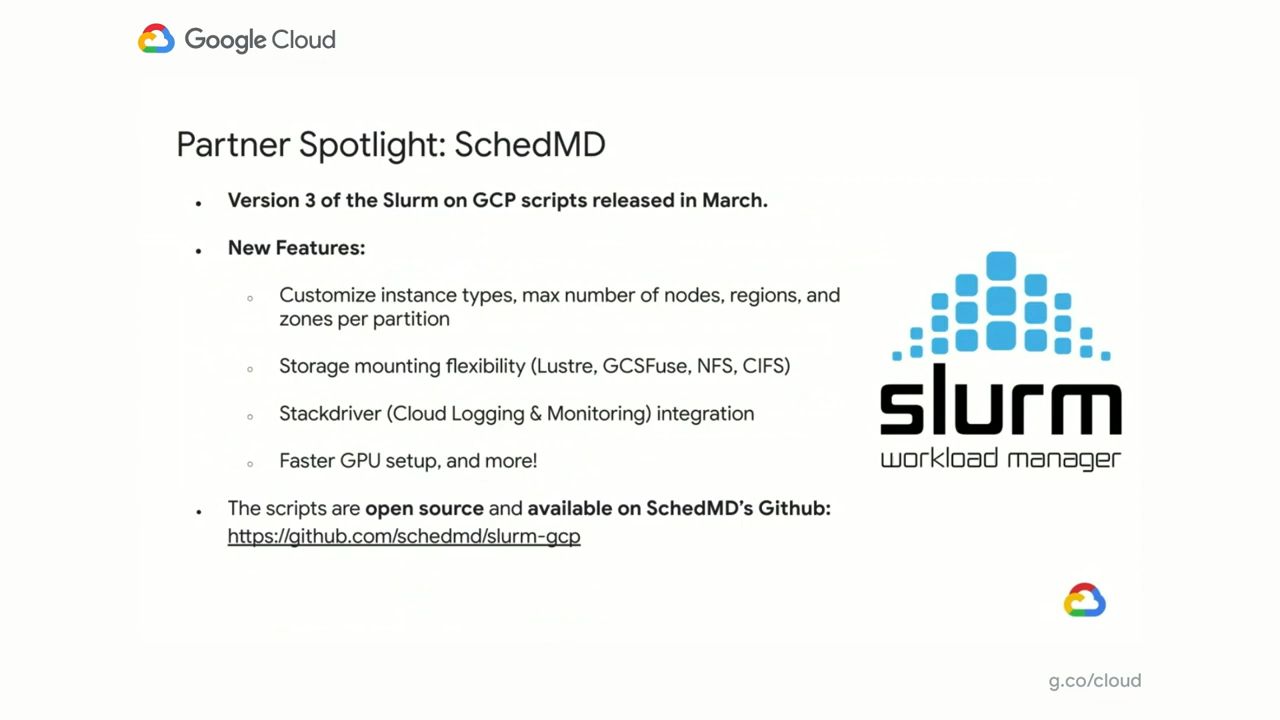 Google Cloud
Partner Spotlight: SchedMD
• Version 3 of the Slurm on GCP scripts released in March.
• New Features:
○ Customize instance types, max number of nodes, regions, and
zones per partition
○ Storage mounting flexibility (Lustre, GCSFuse, NFS, CIFS)
○ Stackdriver (Cloud Logging & Monitoring) integration
○ Faster GPU setup, and more!
• The scripts are open source and available on SchedMD’s Github:
https://github.com/schedmd/slurm-gcp
slurm
workload manager
g.co/cloud